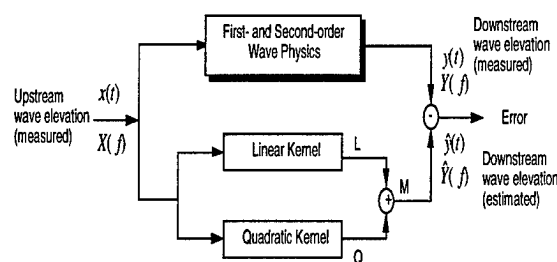 First- and Second-order
Wave Physics
Downstream
wave elevation
(measured)
y(t)
Y(f)
Upstream
wave elevation
(measured)
x(t)
X(f)
-
Error
ŷ(t)
Ŷ(f)
Downstream
wave elevation
(estimated)
Linear Kernel
L
+
M
Quadratic Kernel
Q